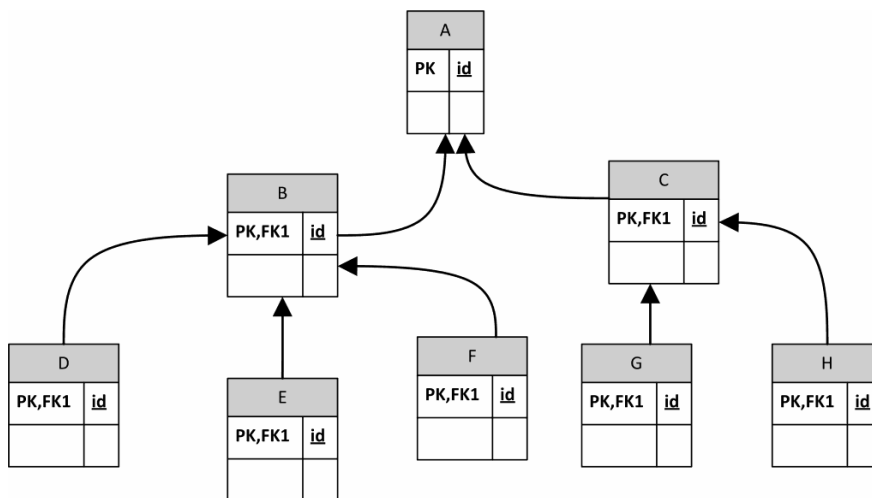 A
PK id
B
PK,FK1 id
C
PK,FK1 id
D
PK,FK1 id
E
PK,FK1 id
F
PK,FK1 id
G
PK,FK1 id
H
PK,FK1 id